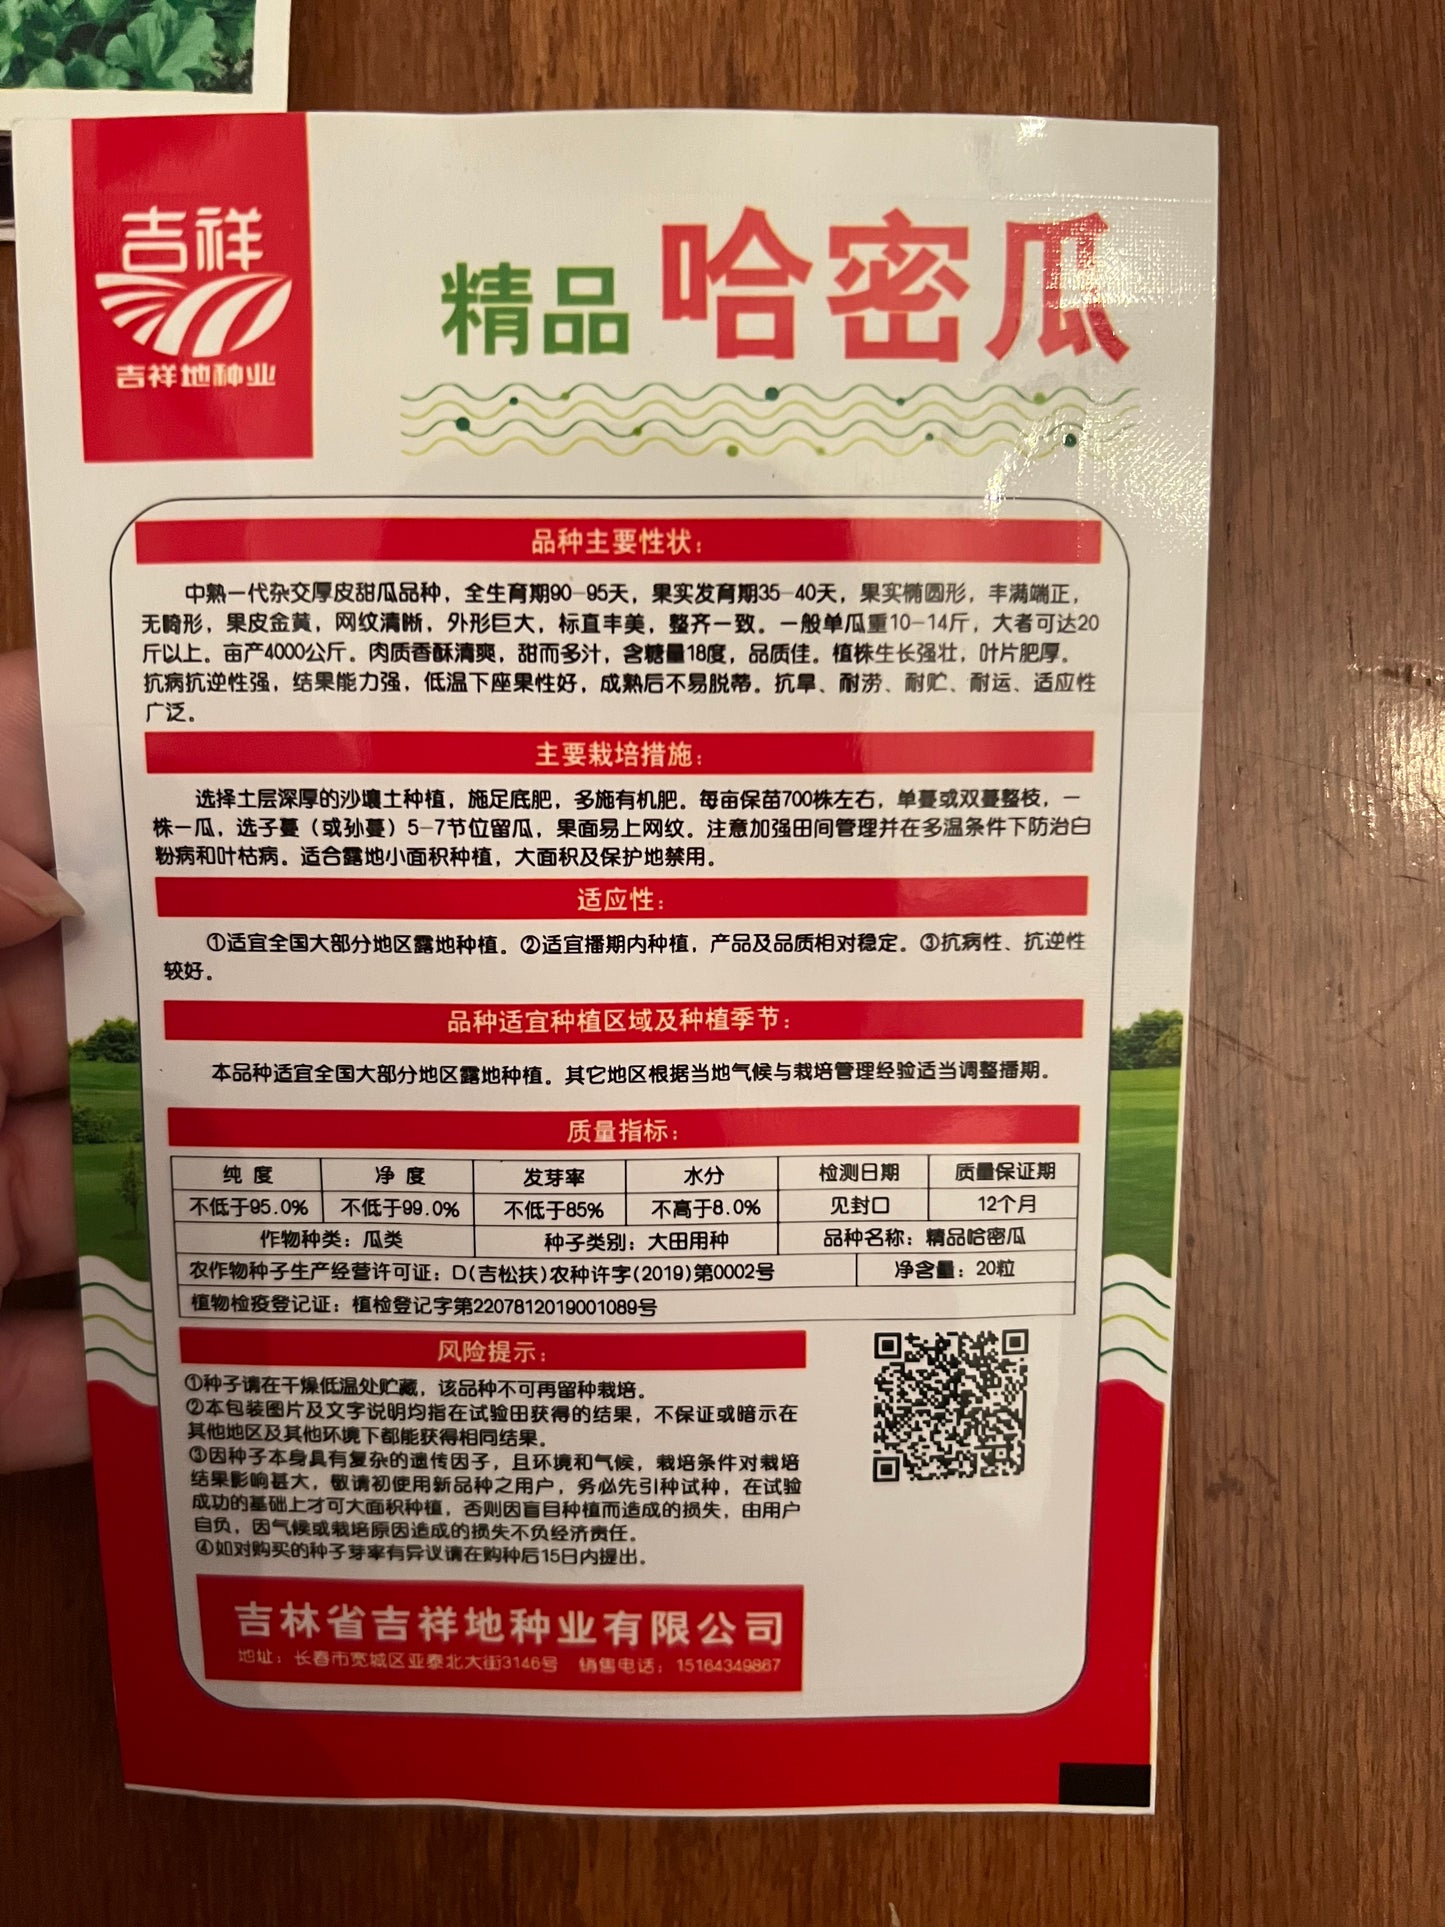 吉祥
吉祥地种业
精品 哈密瓜
品种主要性状：
中熟一代杂交厚皮甜瓜品种，全生育期90-95天，果实发育期35-40天，果实椭圆形，丰满端正，
无畸形，果皮金黄，网纹清晰，外形巨大，标直丰美，整齐一致。一般单瓜重10-14斤，大者可达20
斤以上。亩产4000公斤。肉质香酥清爽，甜而多汁，含糖量18度，品质佳。植株生长强壮，叶片肥厚。
抗病抗逆性强，结果能力强，低温下座果性好，成熟后不易脱蒂。抗旱、耐涝、耐贮、耐运、适应性
广泛。
主要栽培措施：
选择土层深厚的沙壤土种植，施足底肥，多施有机肥。每亩保苗700株左右，单蔓或双蔓整枝，一
株一瓜，选子蔓（或孙蔓）5-7节位留瓜，果面易上网纹。注意加强田间管理并在多温条件下防治白
粉病和叶枯病。适合露地小面积种植，大面积及保护地禁用。
适应性：
①适宜全国大部分地区露地种植。②适宜播期内种植，产品及品质相对稳定。③抗病性、抗逆性
较好。
品种适宜种植区域及种植季节：
本品种适宜全国大部分地区露地种植。其它地区根据当地气候与栽培管理经验适当调整播期。
质量指标：
纯 度 净 度 发芽率 水分 检测日期 质量保证期
不低于95.0% 不低于99.0% 不低于85% 不高于8.0% 见封口 12个月
作物种类：瓜类 种子类别：大田用种 品种名称：精品哈密瓜
农作物种子生产经营许可证：D(吉松扶)农种许字(2019)第0002号 净含量：20粒
植物检疫登记证：植检登记字第2207812019001089号
风险提示：
①种子请在干燥低温处贮藏，该品种不可再留种栽培。
②本包装图片及文字说明均指在试验田获得的结果，不保证或暗示在
其他地区及其他环境下都能获得相同结果。
③因种子本身具有复杂的遗传因子，且环境和气候，栽培条件对栽培
结果影响甚大，敬请初使用新品种之用户，务必先引种试种，在试验
成功的基础上才可大面积种植，否则因盲目种植而造成的损失，由用户
自负，因气候或栽培原因造成的损失不负经济责任。
④如对购买的种子芽率有异议请在购种后15日内提出。
吉林省吉祥地种业有限公司
地址：长春市宽城区亚泰北大街3146号 销售电话：15164349867